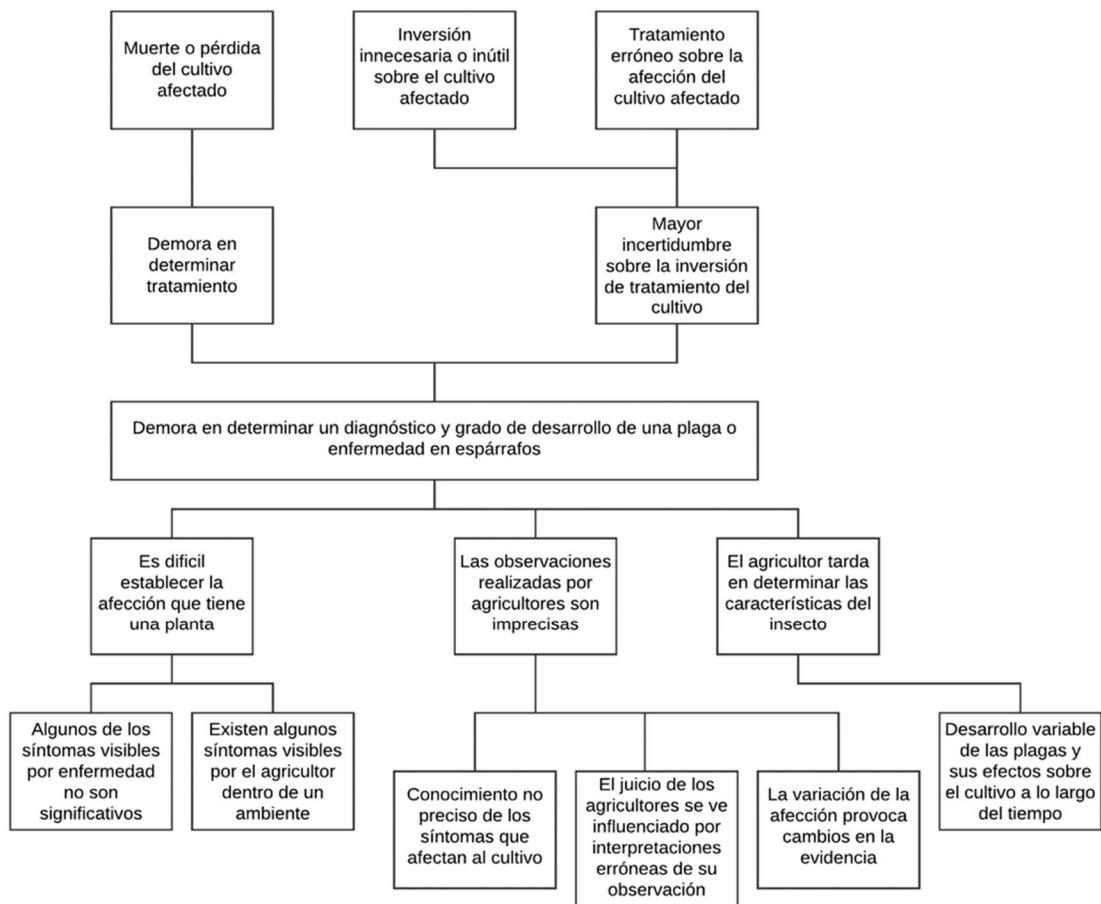 Muerte o pérdida
del cultivo
afectado
Inversión
innecesaria o inútil
sobre el cultivo
afectado
Tratamiento
erróneo sobre la
afección del
cultivo afectado
Demora en
determinar
tratamiento
Mayor
incertidumbre
sobre la inversión
de tratamiento del
cultivo
Demora en determinar un diagnóstico y grado de desarrollo de una plaga o
enfermedad en espárrafos
Es dificil
establecer la
afección que tiene
una planta
Las observaciones
realizadas por
agricultores son
imprecisas
El agricultor tarda
en determinar las
características del
insecto
Algunos de los
síntomas visibles
por enfermedad
no son
significativos
Existen algunos
síntomas visibles
por el agricultor
dentro de un
ambiente
Conocimiento no
preciso de los
síntomas que
afectan al cultivo
El juicio de los
agricultores se ve
influenciado por
interpretaciones
erróneas de su
observación
La variación de la
afección provoca
cambios en la
evidencia
Desarrollo variable
de las plagas y
sus efectos sobre
el cultivo a lo largo
del tiempo